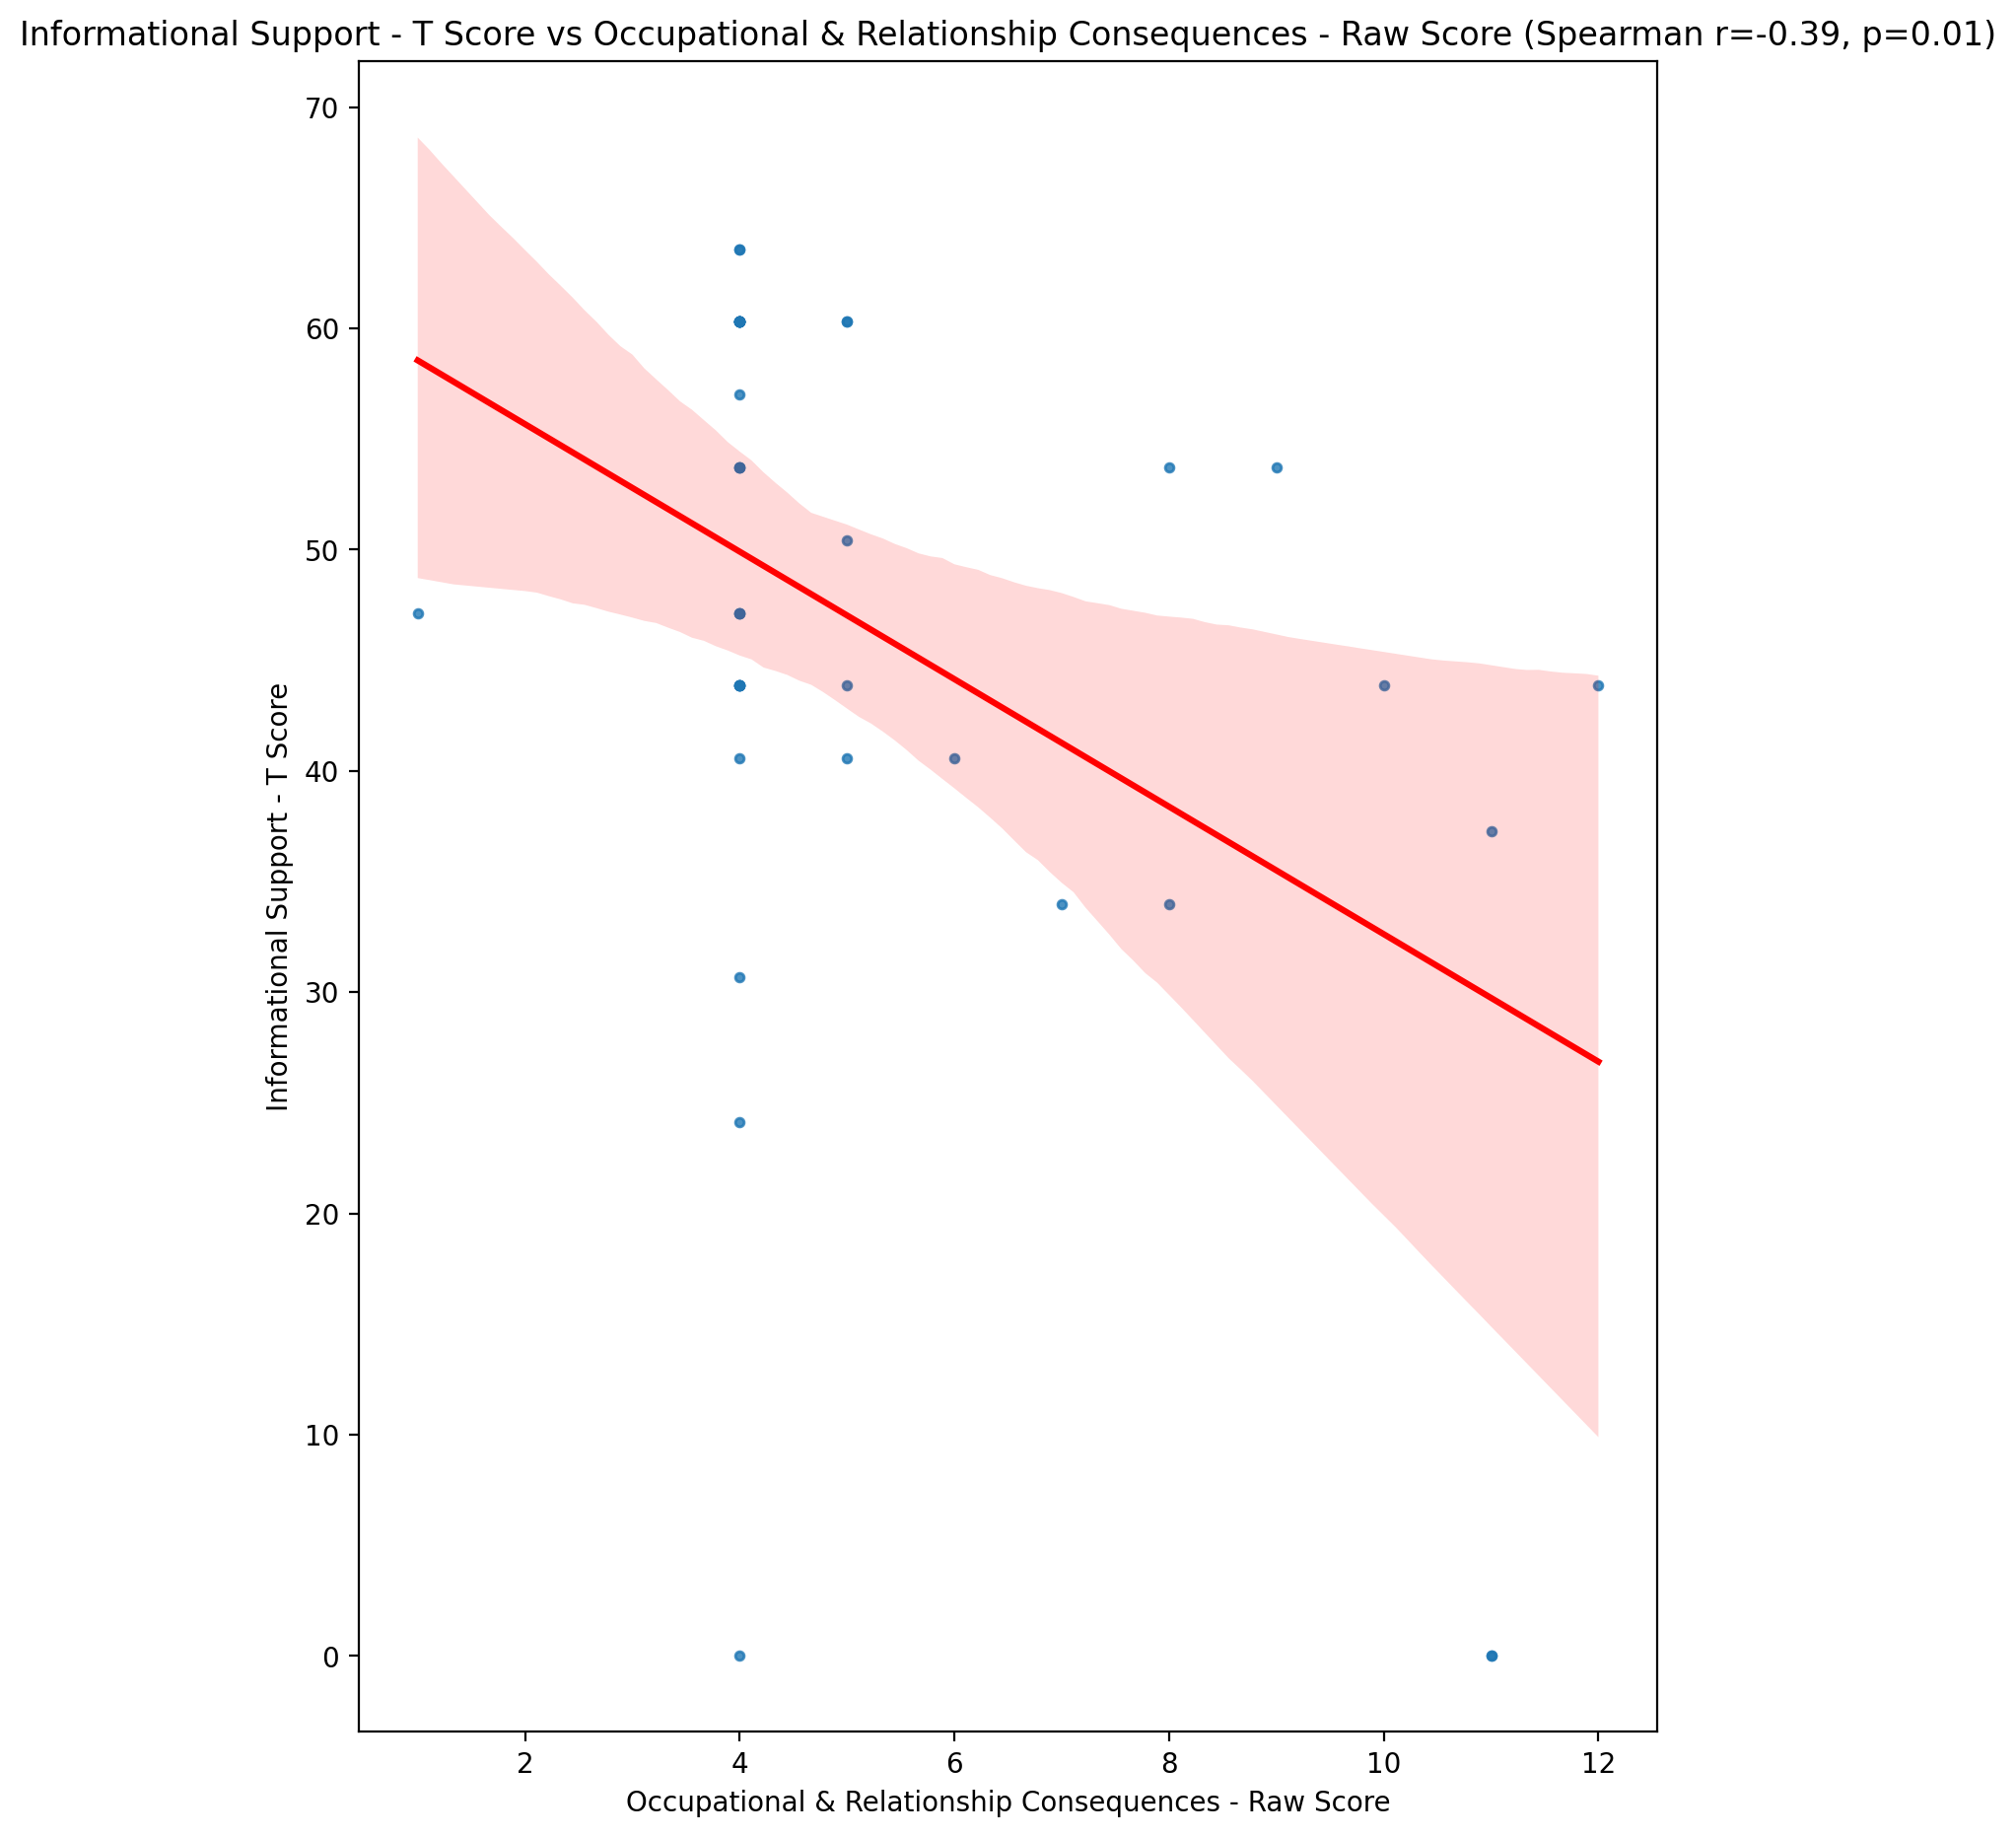 Informational Support - T Score vs Occupational & Relationship Consequences - Raw Score (Spearman r=-0.39, p=0.01)
70
60
50
40
30
20
10
0
Informational Support - T Score
2 4 6 8 10 12
Occupational & Relationship Consequences - Raw Score